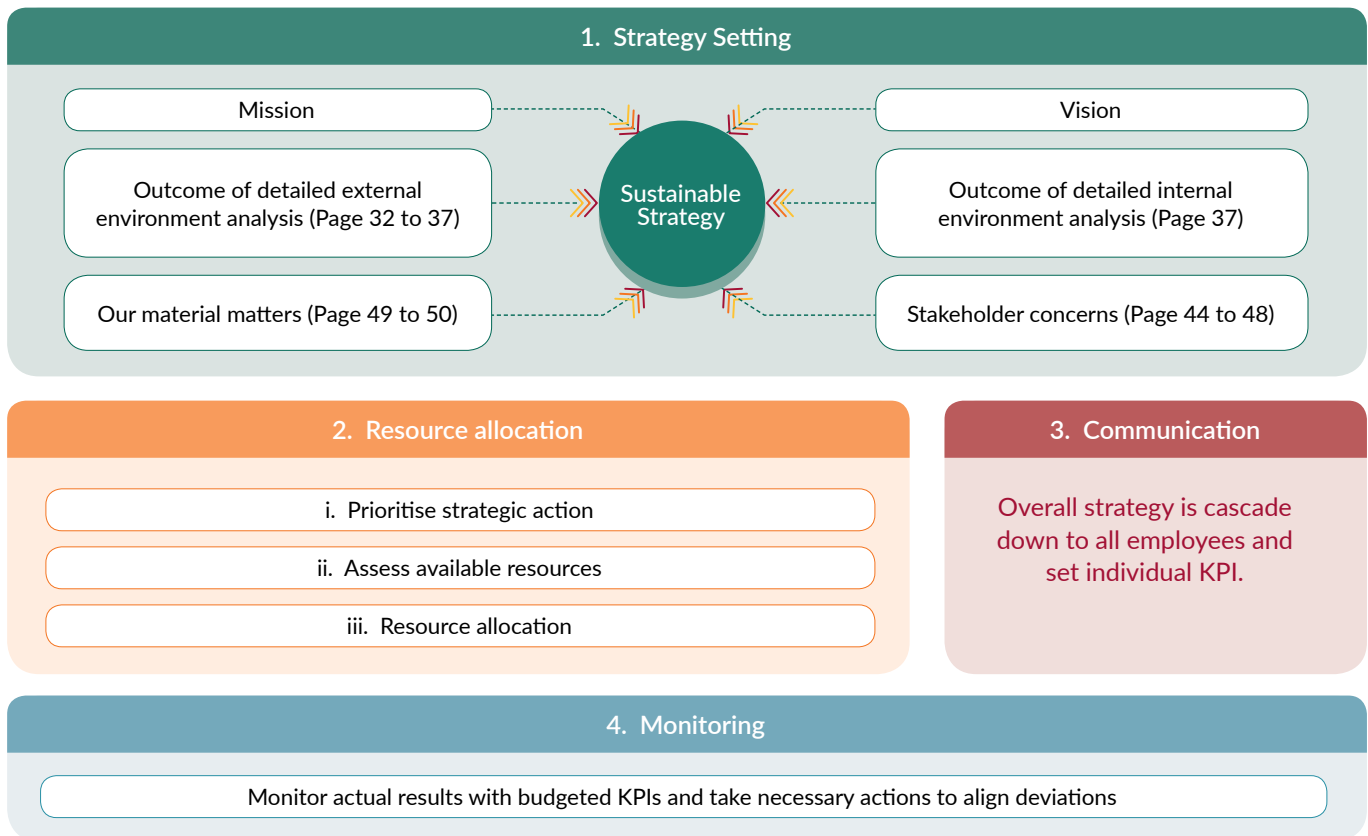 1. Strategy Setting
Mission
Outcome of detailed external
environment analysis (Page 32 to 37)
Our material matters (Page 49 to 50)
Sustainable
Strategy
Vision
Outcome of detailed internal
environment analysis (Page 37)
Stakeholder concerns (Page 44 to 48)
2. Resource allocation
i. Prioritise strategic action
ii. Assess available resources
iii. Resource allocation
3. Communication
Overall strategy is cascade
down to all employees and
set individual KPI.
4. Monitoring
Monitor actual results with budgeted KPIs and take necessary actions to align deviations